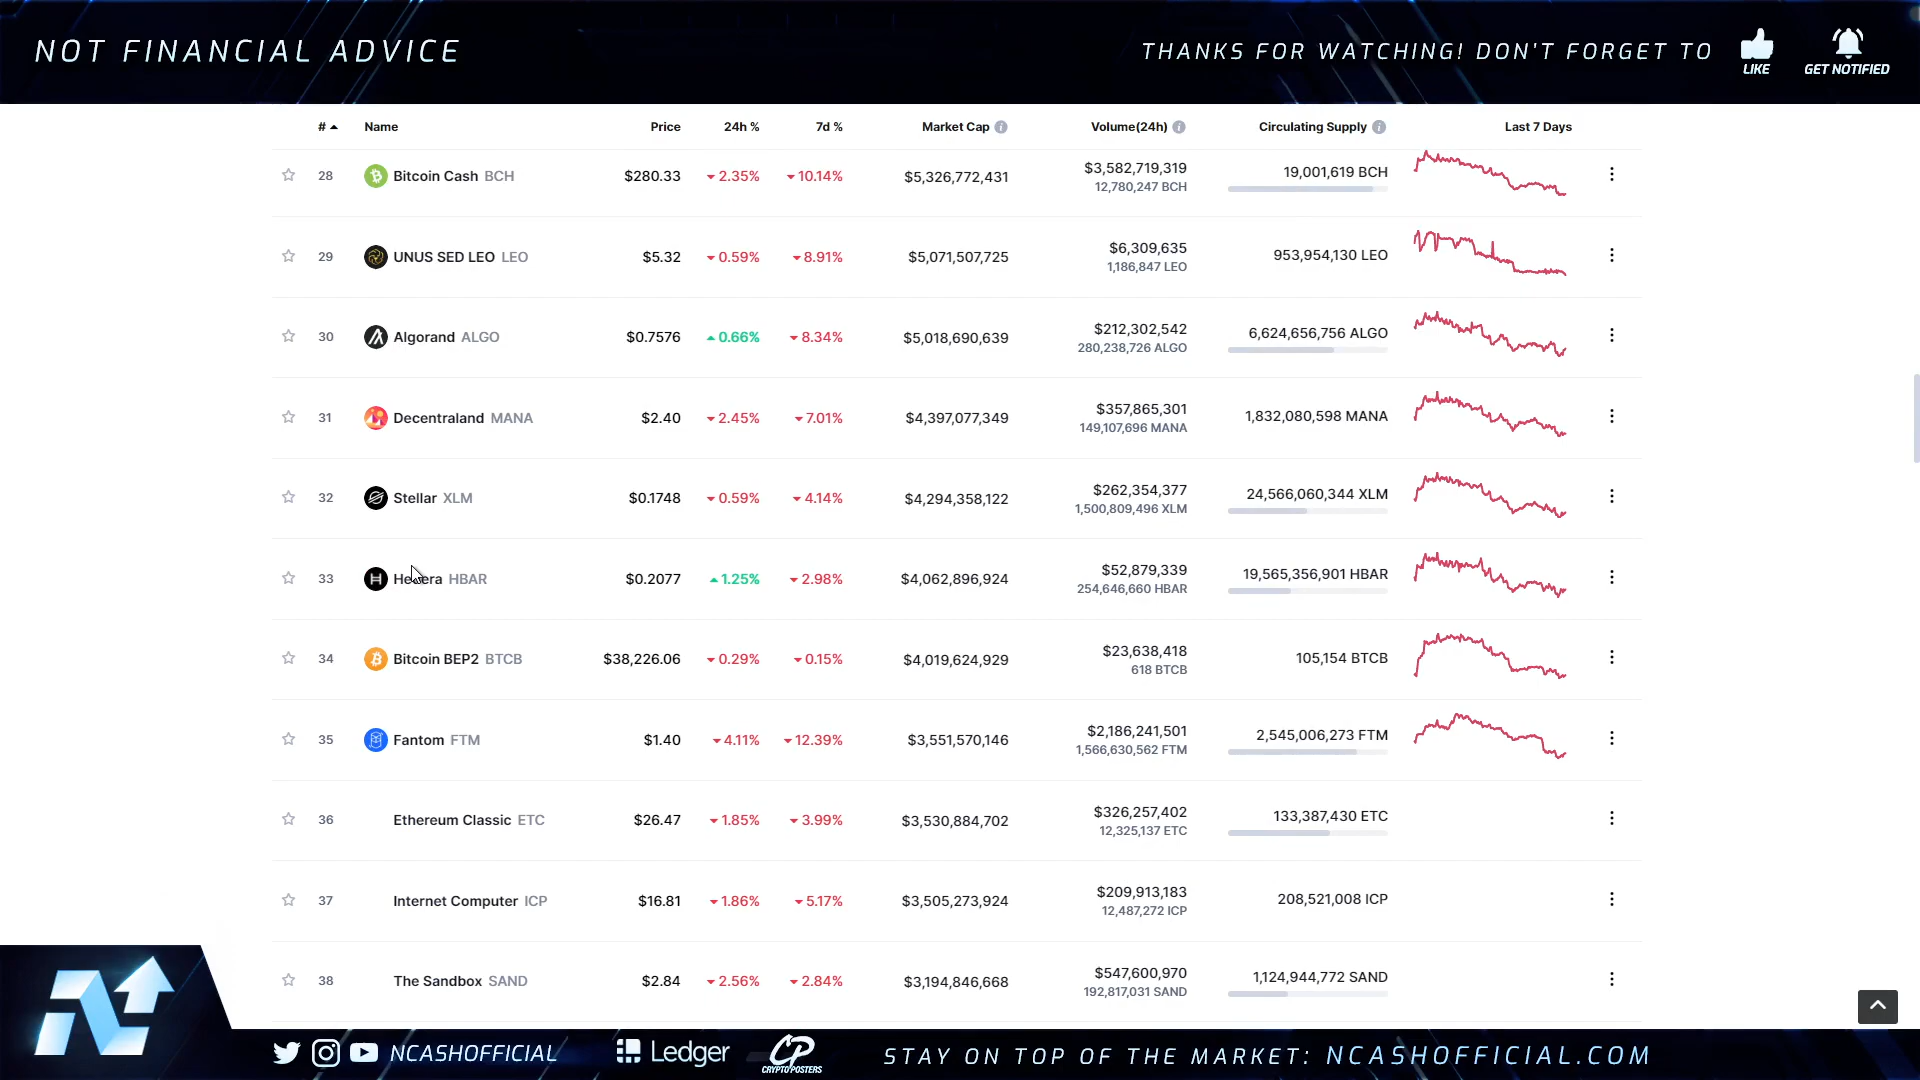 NOT FINANCIAL ADVICE
THANKS FOR WATCHING! DON'T FORGET TO
LIKE
GET NOTIFIED
# Name Price 24h % 7d % Market Cap Volume(24h) Circulating Supply Last 7 Days
28 Bitcoin Cash BCH $280.33 2.35% 10.14% $5,326,772,431 $3,582,719,319 19,001,619 BCH
12,780,247 BCH
29 UNUS SED LEO LEO $5.32 0.59% 8.91% $5,071,507,725 $6,309,635 953,954,130 LEO
1,186,847 LEO
30 Algorand ALGO $0.7576 0.66% 8.34% $5,018,690,639 $212,302,542 6,624,656,756 ALGO
280,238,726 ALGO
31 Decentraland MANA $2.40 2.45% 7.01% $4,397,077,349 $357,865,301 1,832,080,598 MANA
149,107,696 MANA
32 Stellar XLM $0.1748 0.59% 4.14% $4,294,358,122 $262,354,377 24,566,060,344 XLM
1,500,809,496 XLM
33 Hedera HBAR $0.2077 1.25% 2.98% $4,062,896,924 $52,879,339 19,565,356,901 HBAR
254,646,660 HBAR
34 Bitcoin BEP2 BTCB $38,226.06 0.29% 0.15% $4,019,624,929 $23,638,418 105,154 BTCB
618 BTCB
35 Fantom FTM $1.40 4.11% 12.39% $3,551,570,146 $2,186,241,501 2,545,006,273 FTM
1,566,630,562 FTM
36 Ethereum Classic ETC $26.47 1.85% 3.99% $3,530,884,702 $326,257,402 133,387,430 ETC
12,325,137 ETC
37 Internet Computer ICP $16.81 1.86% 5.17% $3,505,273,924 $209,913,183 208,521,008 ICP
12,487,272 ICP
38 The Sandbox SAND $2.84 2.56% 2.84% $3,194,846,668 $547,600,970 1,124,944,772 SAND
192,817,031 SAND
NCASHOFFICIAL
Ledger
CP
CRYPTOPOSTERS
STAY ON TOP OF THE MARKET: NCASHOFFICIAL.COM